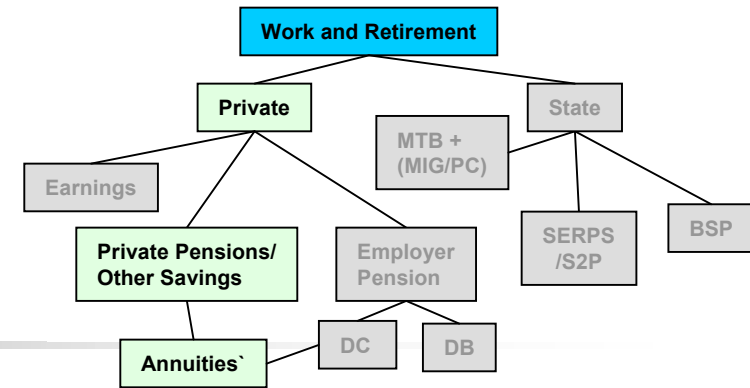 Work and Retirement
Private
State
MTB +
(MIG/PC)
Earnings
Private Pensions/
Other Savings
Employer
Pension
SERPS
/S2P
BSP
Annuities`
DC
DB